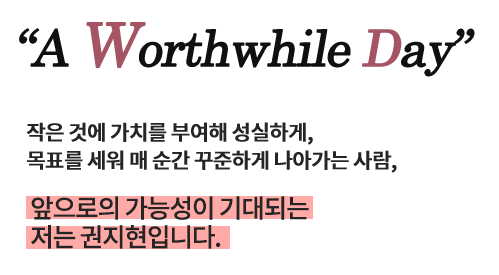 “A Worthwhile Day”
작은 것에 가치를 부여해 성실하게,
목표를 세워 매 순간 꾸준하게 나아가는 사람,
앞으로의 가능성이 기대되는
저는 권지현입니다.